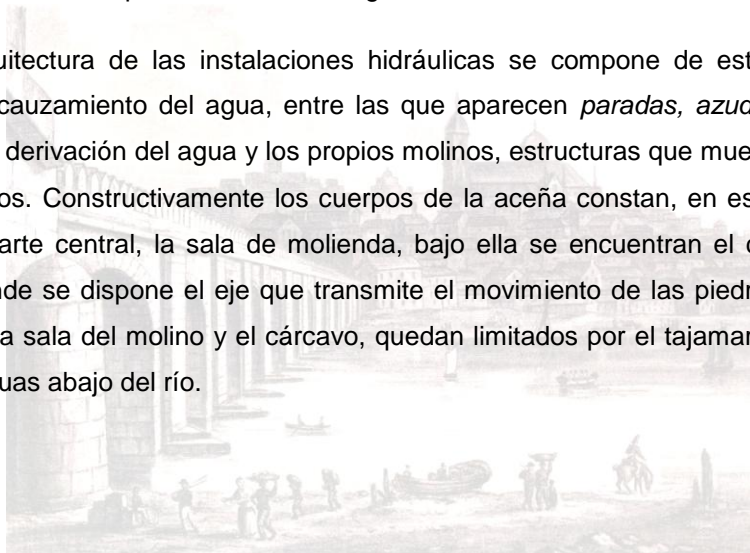 uitectura de las instalaciones hidráulicas se compone de est
cauzamiento del agua, entre las que aparecen paradas, azud
derivación del agua y los propios molinos, estructuras que mue
os. Constructivamente los cuerpos de la aceña constan, en es
arte central, la sala de molienda, bajo ella se encuentran el
nde se dispone el eje que transmite el movimiento de las piedr
a sala del molino y el cárcavo, quedan limitados por el tajamar
uas abajo del río.